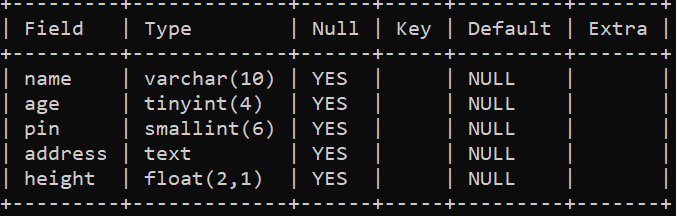 +---------+-------------+------+-----+---------+-------+
| Field   | Type        | Null | Key | Default | Extra |
+---------+-------------+------+-----+---------+-------+
| name    | varchar(10) | YES  |     | NULL    |       |
| age     | tinyint(4)  | YES  |     | NULL    |       |
| pin     | smallint(6) | YES  |     | NULL    |       |
| address | text        | YES  |     | NULL    |       |
| height  | float(2,1)  | YES  |     | NULL    |       |
+---------+-------------+------+-----+---------+-------+